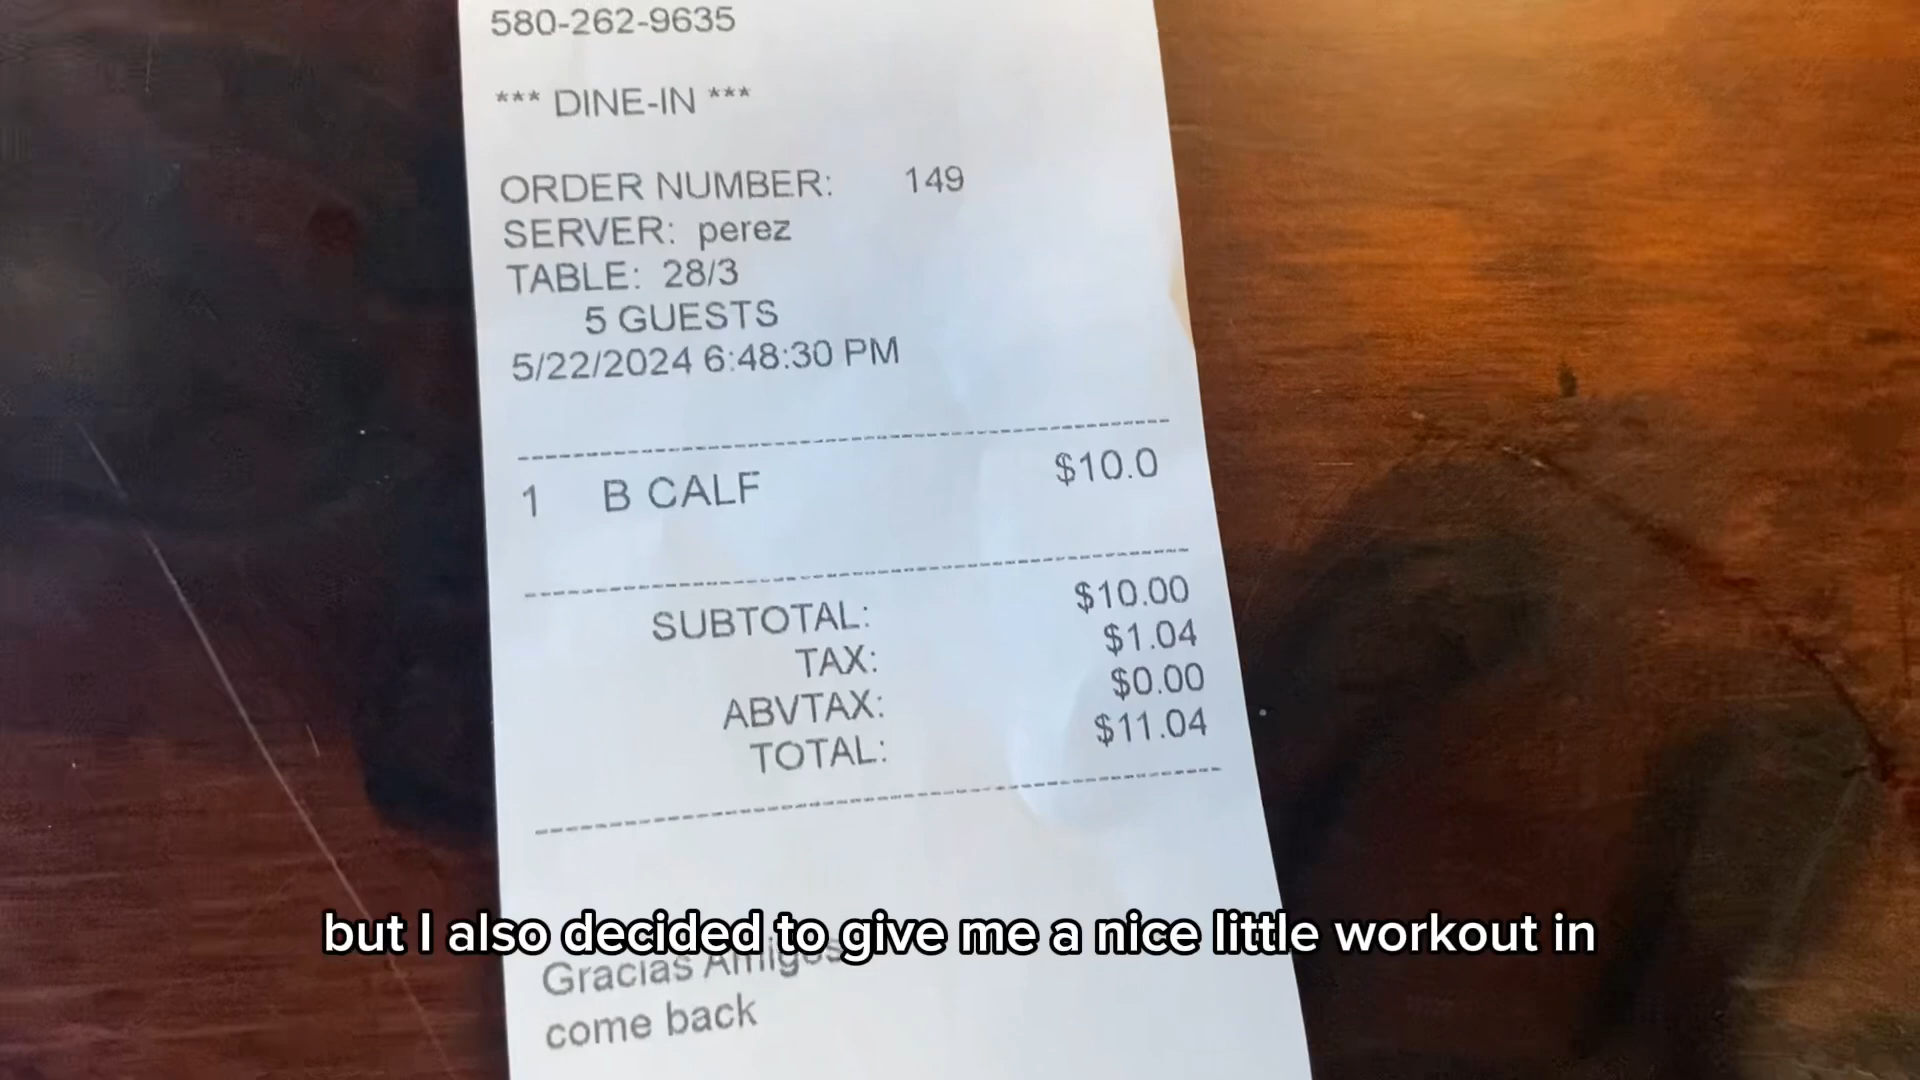 580-262-9635
*** DINE-IN ***
ORDER NUMBER: 149
SERVER: perez
TABLE: 28/3
5 GUESTS
5/22/2024 6:48:30 PM
1 B CALF $10.0
SUBTOTAL: $10.00
TAX: $1.04
ABVTAX: $0.00
TOTAL: $11.04
but I also decided to give me a nice little workout in
Gracias Amigos
come back